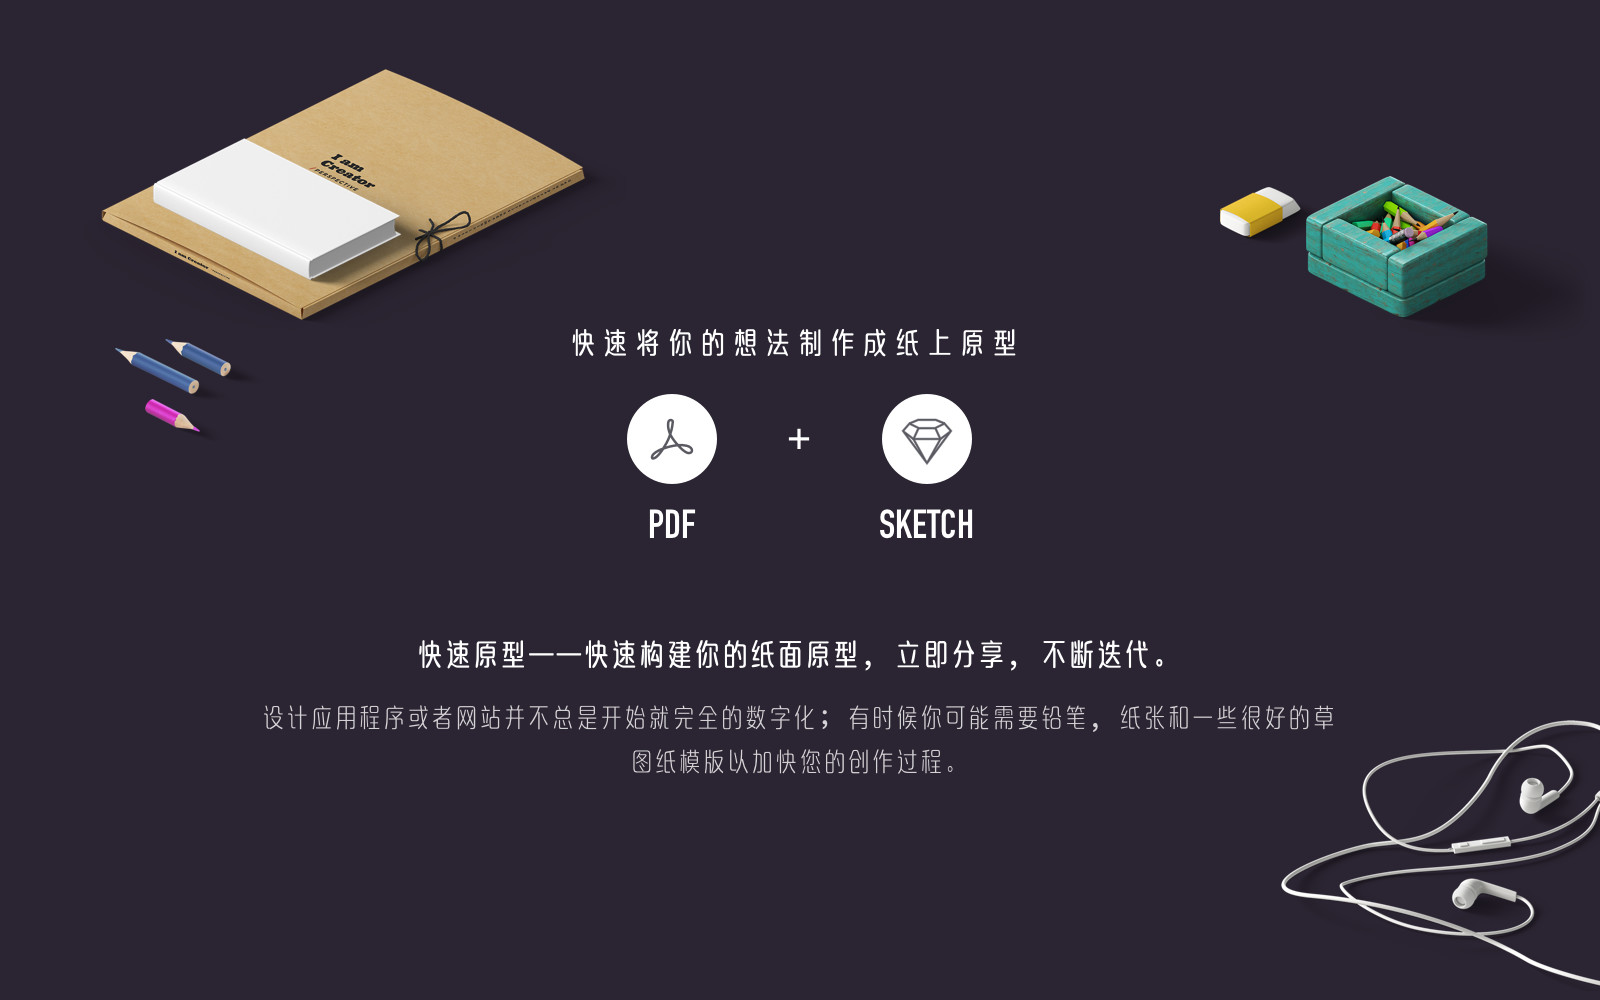 I am
Creator
/PERSPECTIVE
I am Creator
快速将你的想法制作成纸上原型
+
PDF
SKETCH
快速原型——快速构建你的纸面原型，立即分享，不断迭代。
设计应用程序或者网站并不总是开始就完全的数字化；有时候你可能需要铅笔，纸张和一些很好的草
图纸模版以加快您的创作过程。